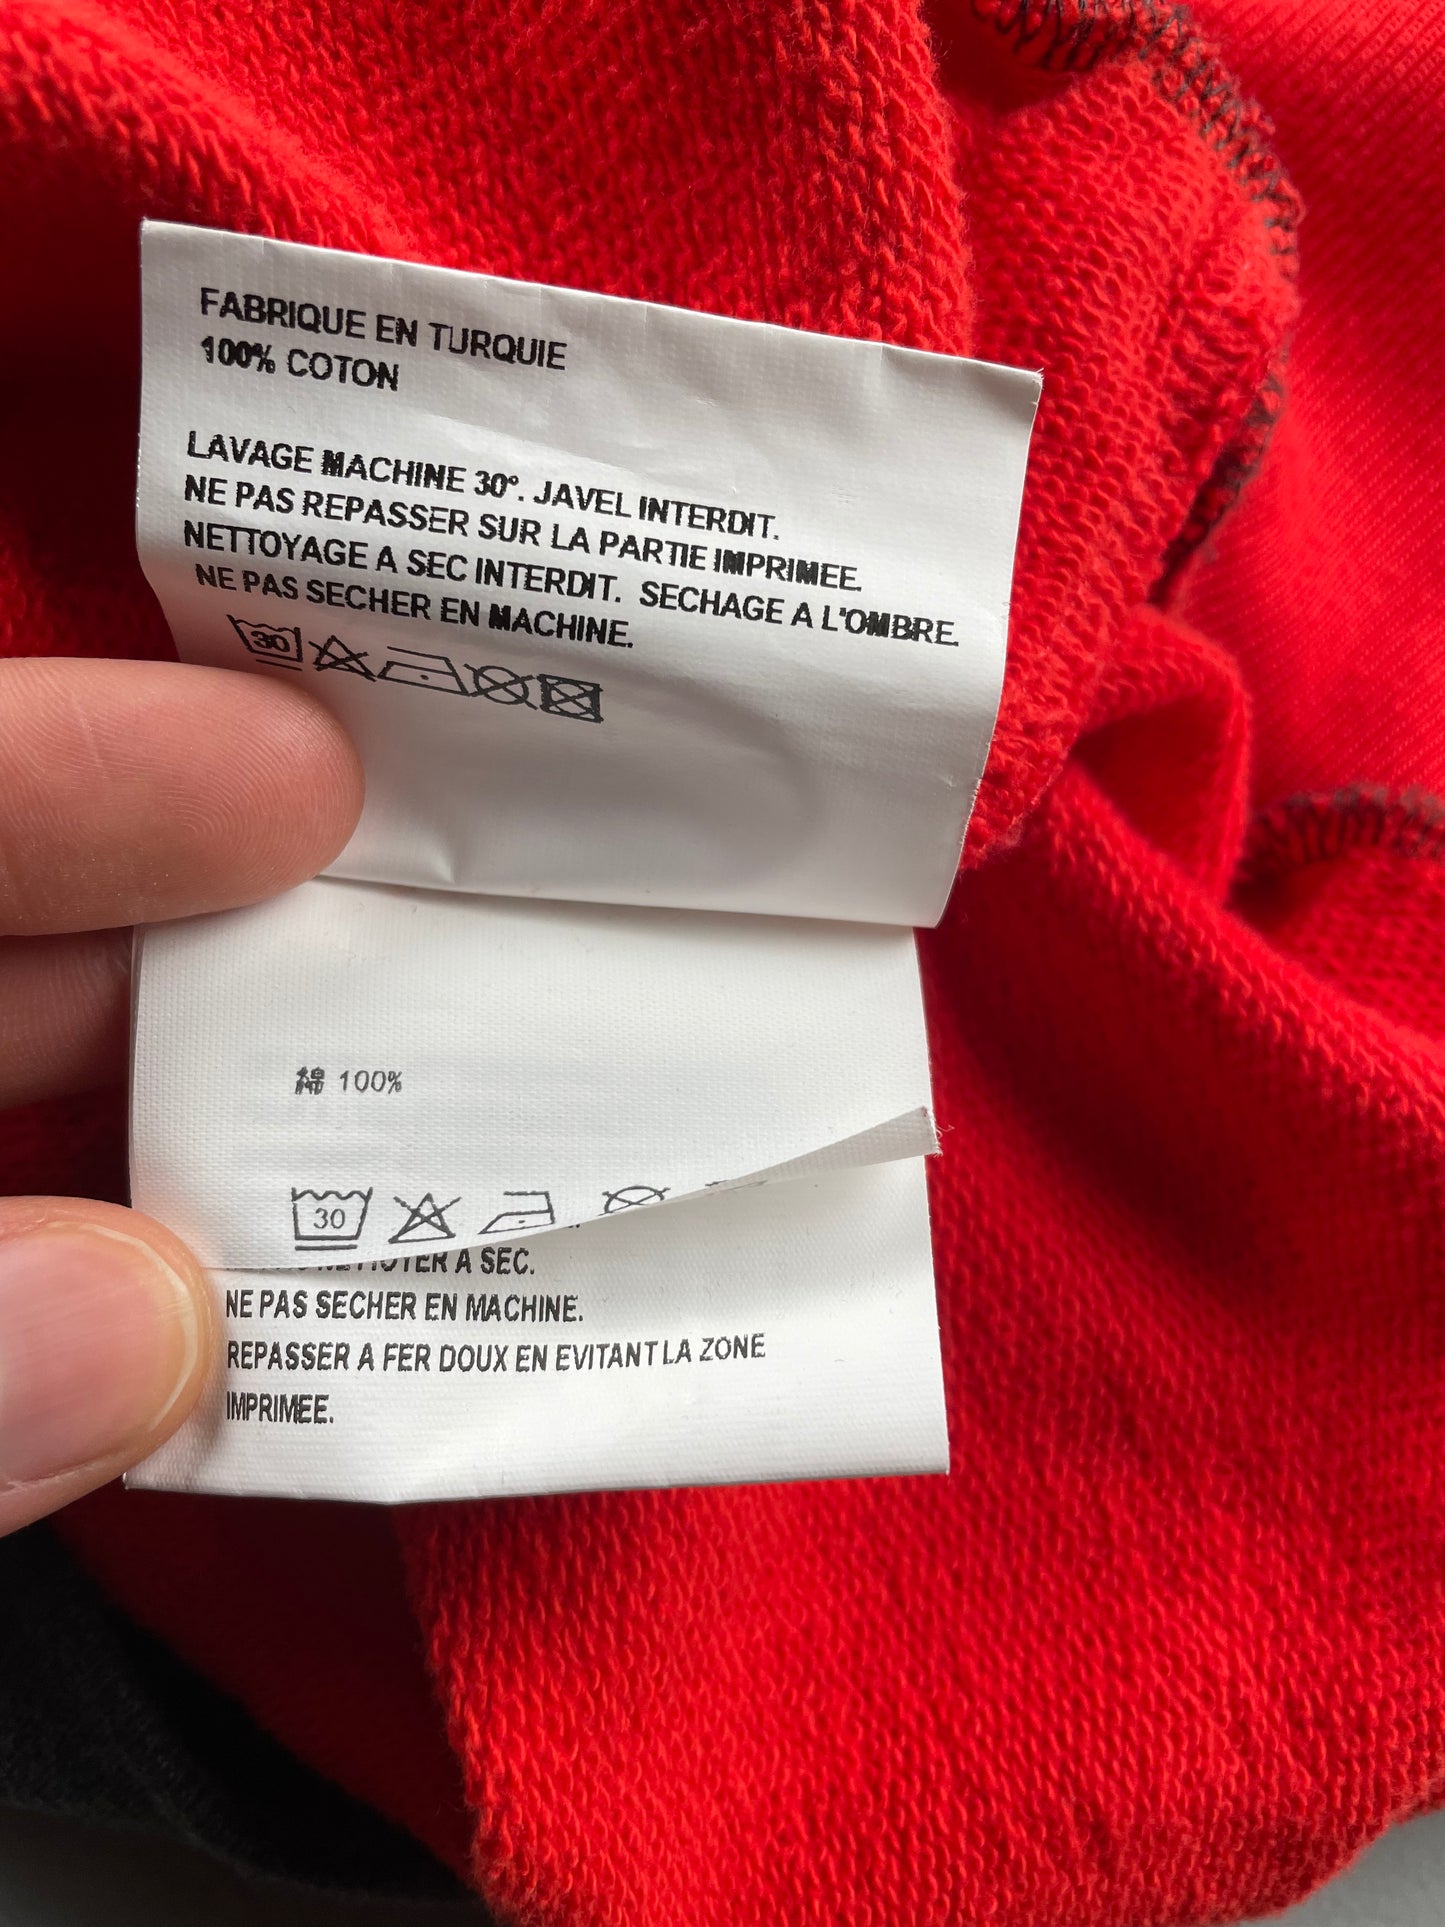 FABRIQUE EN TURQUIE
100% COTON
LAVAGE MACHINE 30°. JAVEL INTERDIT.
NE PAS REPASSER SUR LA PARTIE IMPRIMEE.
NETTOYAGE A SEC INTERDIT. SECHAGE A L'OMBRE.
NE PAS SECHER EN MACHINE.
30
綿 100%
30
A SEC.
NE PAS SECHER EN MACHINE.
REPASSER A FER DOUX EN EVITANT LA ZONE
IMPRIMEE.